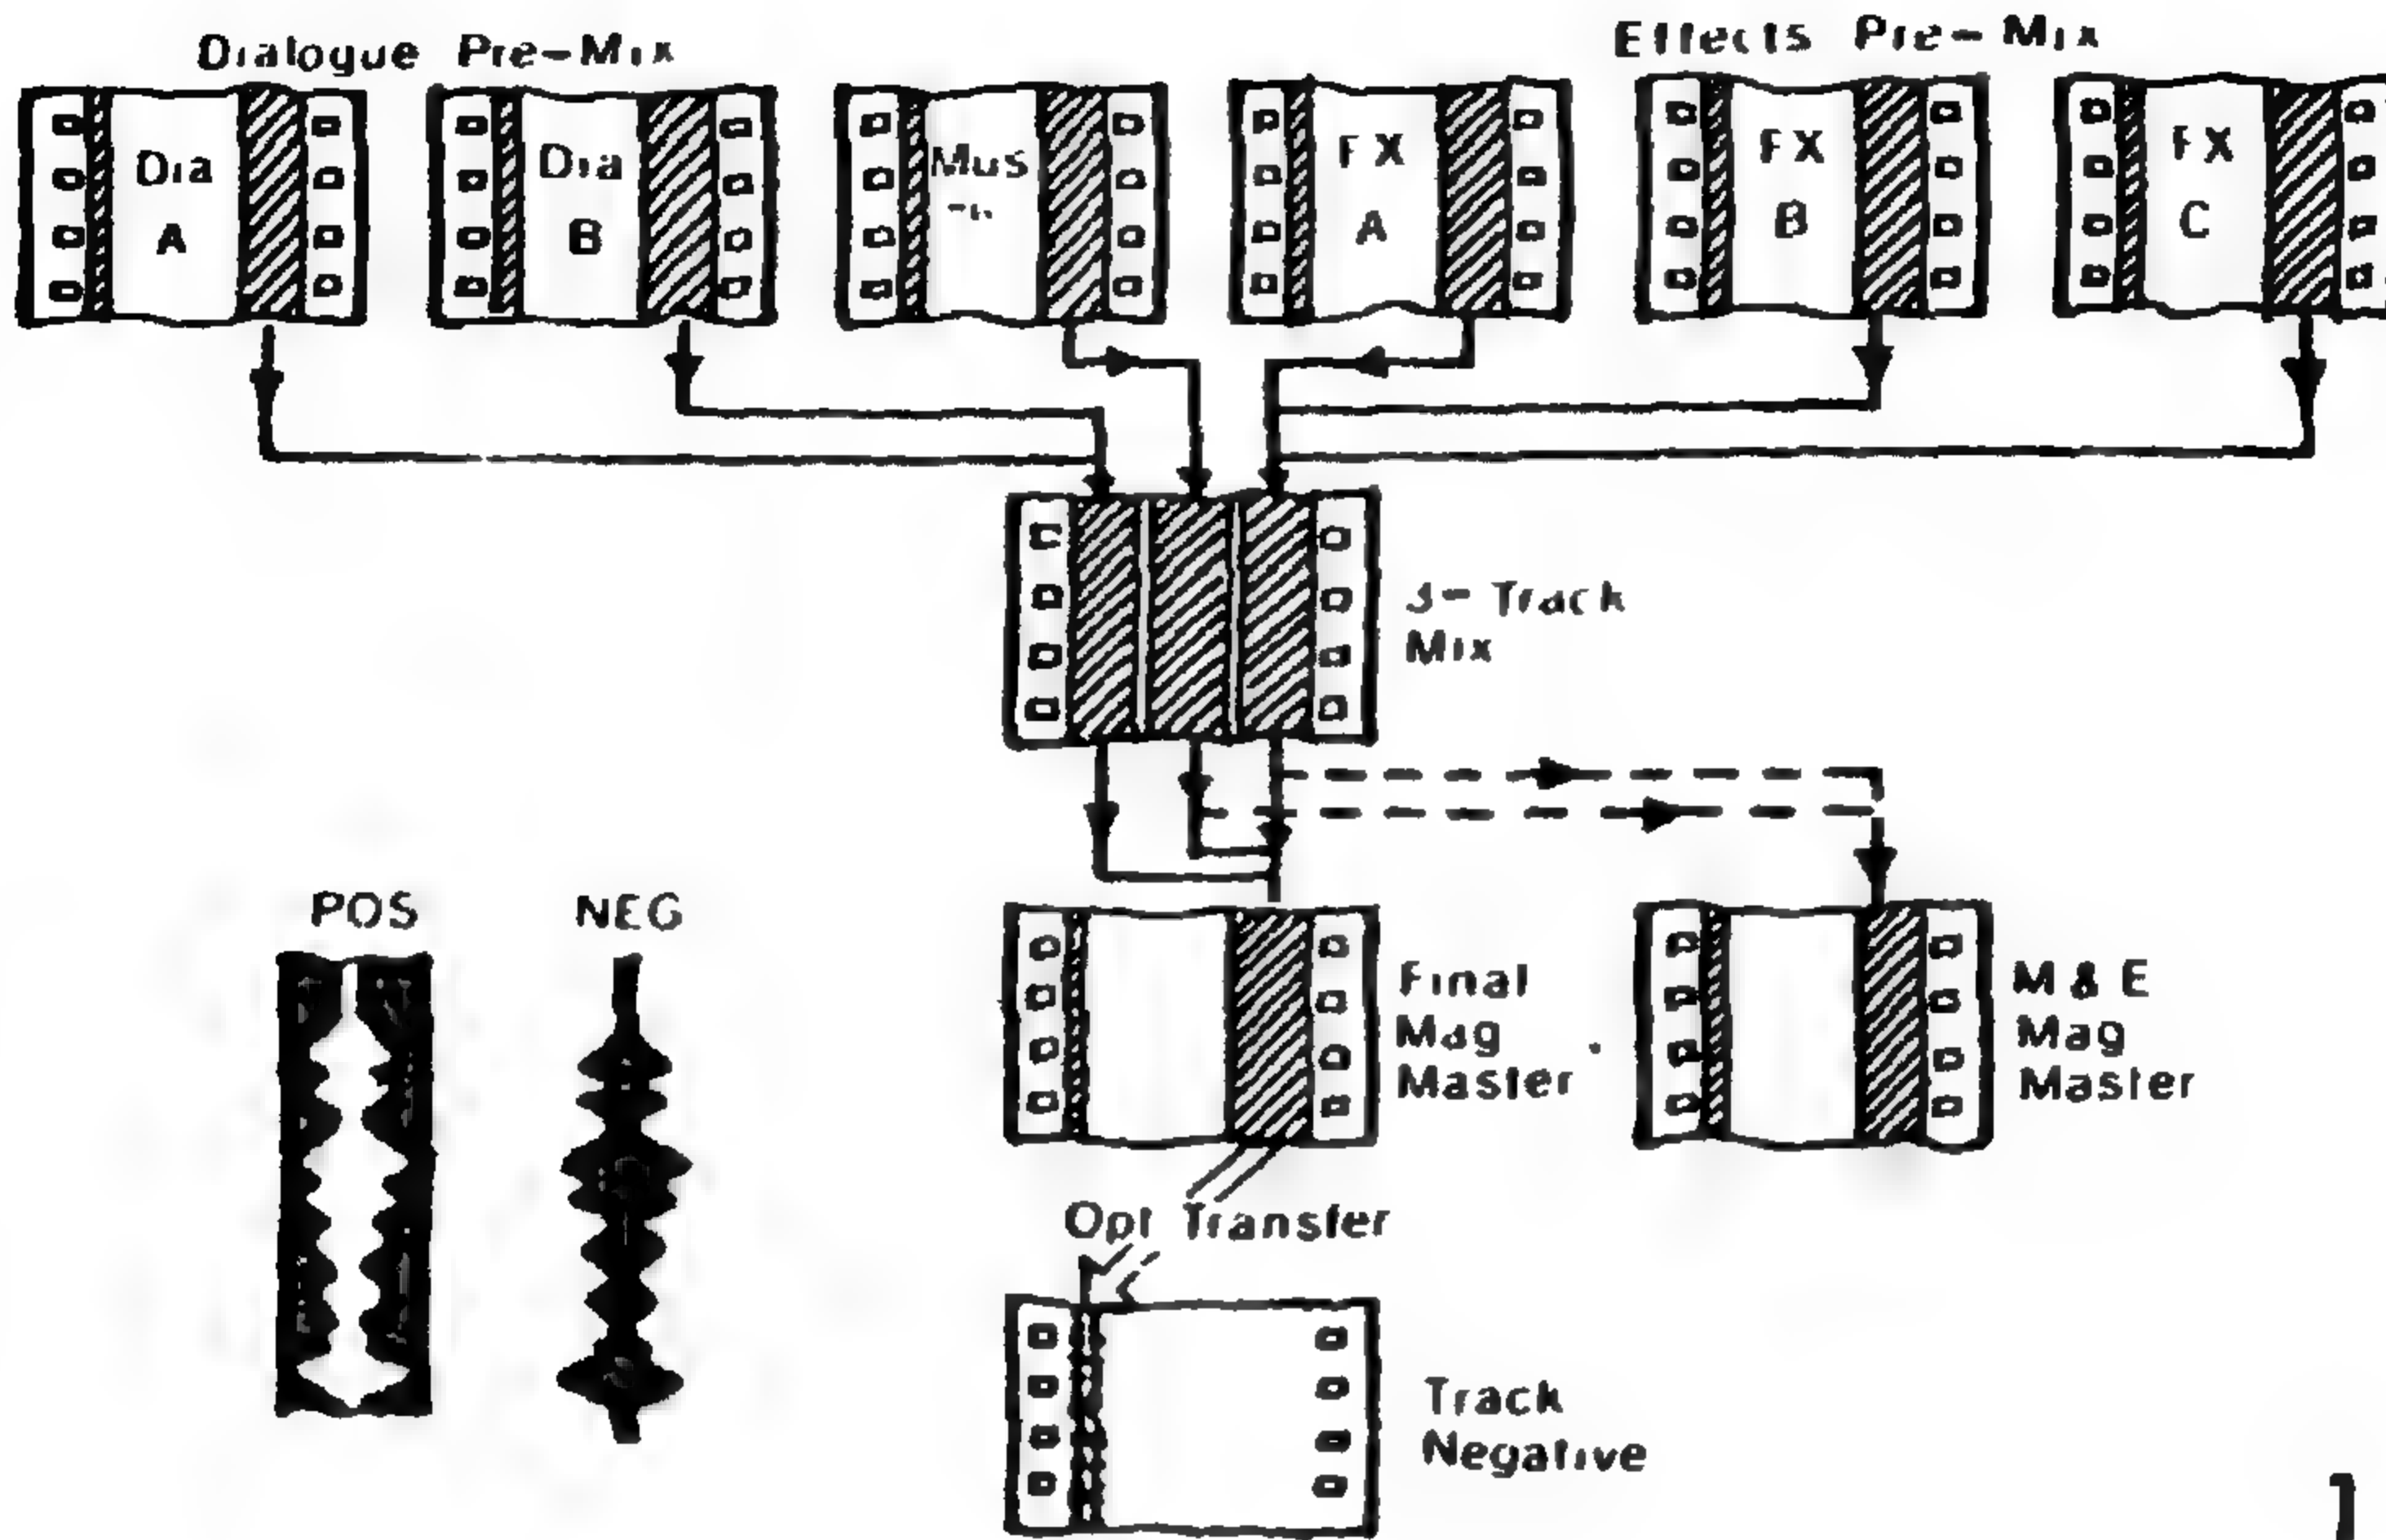 Dialogue Pre-Mix
Effects Pre-Mix
Dia
A
Dia
B
Mus
FX
A
FX
B
FX
C
3-Track
Mix
POS
NEG
Final
Mag
Master
M & E
Mag
Master
Opt Transfer
Track
Negative